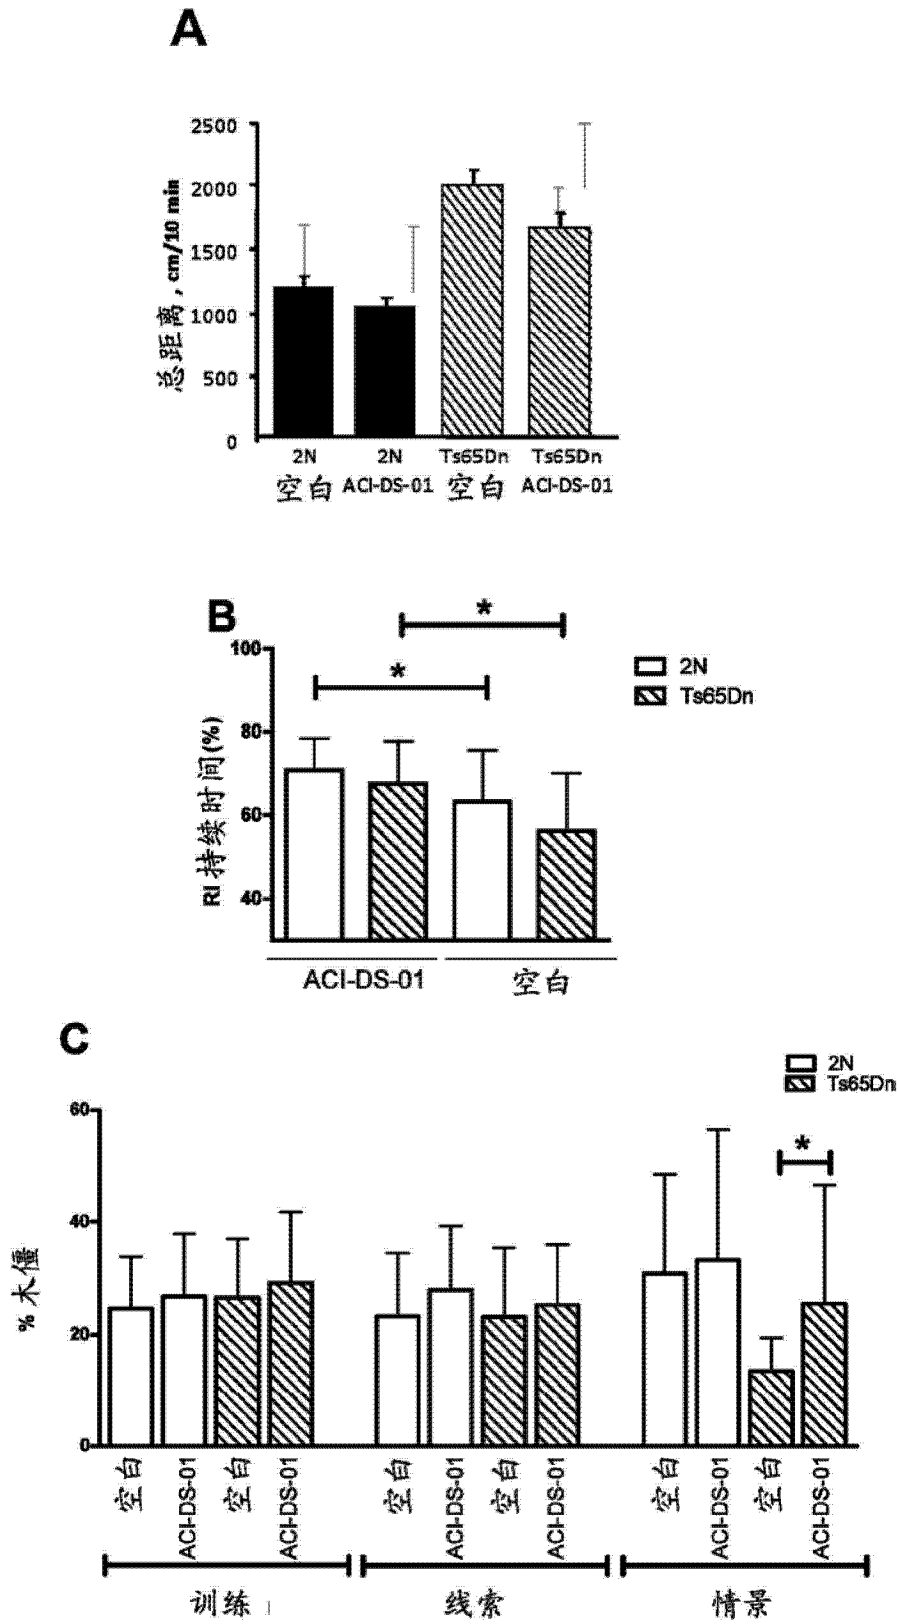 A
2500
2000
1500
1000
500
0
总距离, cm/10 min
2N 2N Ts65Dn Ts65Dn
空白 ACI-DS-01 空白 ACI-DS-01
B
*
*
100
80
60
40
RI 持续时间(%)
2N
Ts65Dn
ACI-DS-01 空白
C
2N
Ts65Dn
*
60
40
20
0
% 木僵
空白 ACI-DS-01 空白 ACI-DS-01 空白 ACI-DS-01 空白 ACI-DS-01 空白 ACI-DS-01 空白 ACI-DS-01
训练 线索 情景